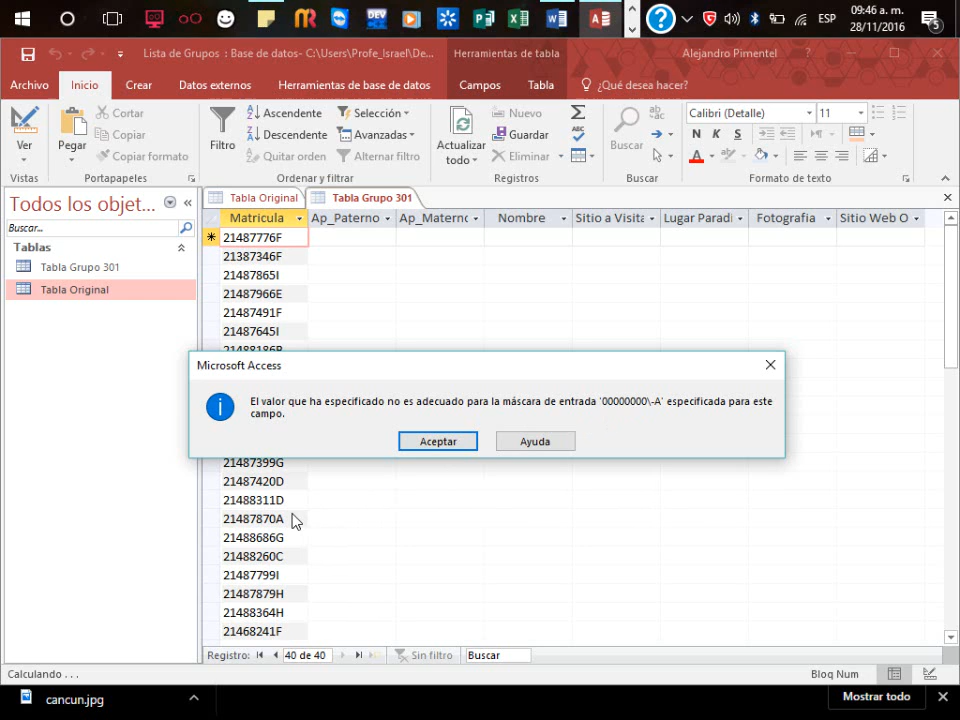 DEV
09:46 a. m.
ESP
28/11/2016
5
Lista de Grupos : Base de datos- C:\Users\Profe_Israel\De...
Herramientas de tabla
Alejandro Pimentel
Archivo
Inicio
Crear
Datos externos
Herramientas de base de datos
Campos
Tabla
¿Qué desea hacer?
Ver
Pegar
Cortar
Copiar
Copiar formato
Filtro
Ascendente
Descendente
Quitar orden
Selección
Avanzadas
Alternar filtro
Actualizar
todo
Nuevo
Guardar
Eliminar
Buscar
Calibri (Detalle)
11
N K S
A
Vistas
Portapapeles
Ordenar y filtrar
Registros
Buscar
Formato de texto
Todos los objet...
Buscar...
Tablas
Tabla Grupo 301
Tabla Original
Tabla Original
Tabla Grupo 301
Matricula
Ap_Paterno
Ap_Materno
Nombre
Sitio a Visita
Lugar Paradi
Fotografia
Sitio Web O
21487776F
21387346F
21487865I
21487966E
21487491F
21487645I
21488186B
Microsoft Access
El valor que ha especificado no es adecuado para la máscara de entrada '00000000\-A' especificada para este
campo.
Aceptar
Ayuda
21487399G
21487420D
21488311D
21487870A
21488686G
21488260C
21487799I
21487879H
21488364H
21468241F
Registro:
40 de 40
Sin filtro
Buscar
Calculando . . .
Bloq Num
cancun.jpg
Mostrar todo